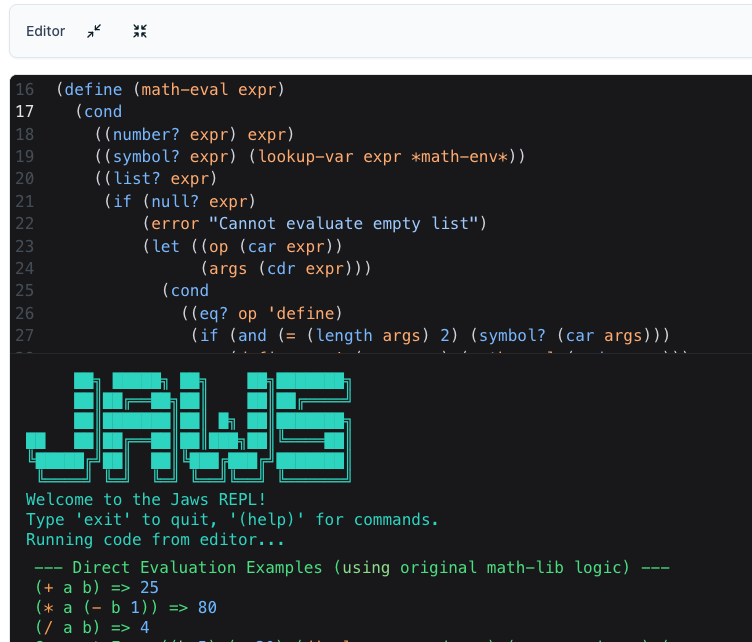 Editor
16 (define (math-eval expr)
17 (cond
18 ((number? expr) expr)
19 ((symbol? expr) (lookup-var expr *math-env*))
20 ((list? expr)
21 (if (null? expr)
22 (error "Cannot evaluate empty list")
23 (let ((op (car expr))
24 (args (cdr expr)))
25 (cond
26 ((eq? op 'define)
27 (if (and (= (length args) 2) (symbol? (car args)))
JAWS
Welcome to the Jaws REPL!
Type 'exit' to quit, '(help)' for commands.
Running code from editor...
--- Direct Evaluation Examples (using original math-lib logic) ---
(+ a b) => 25
(* a (- b 1)) => 80
(/ a b) => 4